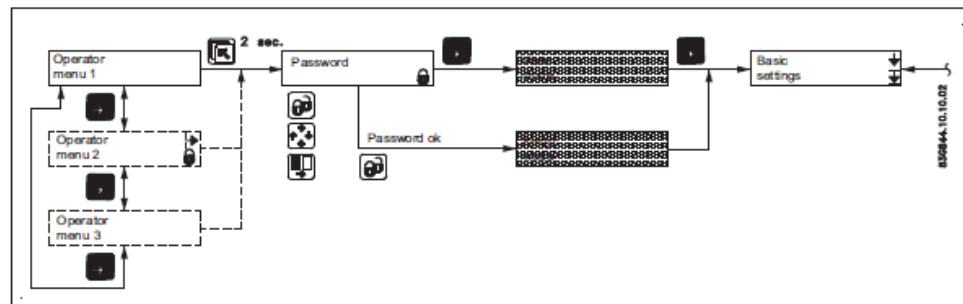 2 sec.
Operator
menu 1
Password
Basic
settings
Operator
menu 2
Password ok
Operator
menu 3
839844.10.10.02